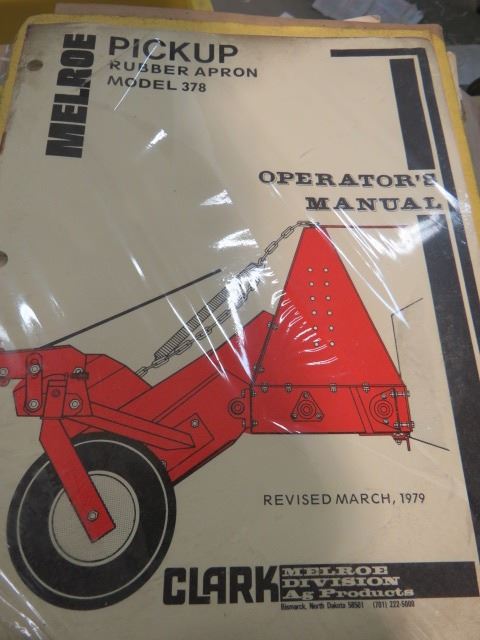 MELROE
PICKUP
RUBBER APRON
MODEL 378
OPERATOR'S
MANUAL
REVISED MARCH, 1979
CLARK
MELROE
DIVISION
Ag Products
Bismarck, North Dakota 58501 (701) 222-5000